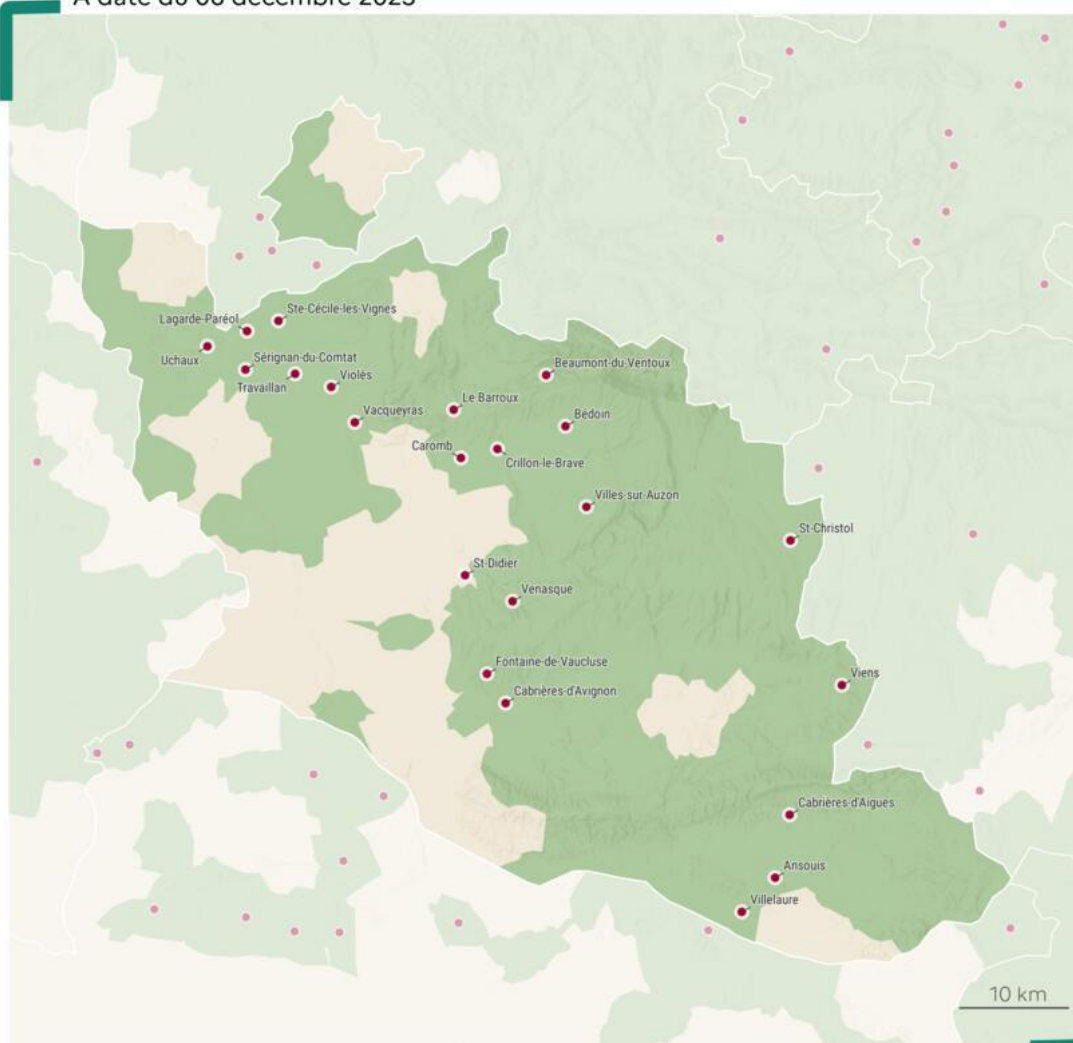 A date du 06 décembre 2023
Ste-Cécile-les-Vignes
Lagarde-Paréol
Uchaux
Sérignan-du-Comtat
Travaillan
Violès
Beaumont-du-Ventoux
Vacqueyras
Le Barroux
Bédoin
Caromb
Crillon-le-Brave
Villes-sur-Auzon
St-Christol
St-Didier
Venasque
Fontaine-de-Vaucluse
Viens
Cabrières-d'Avignon
Cabrières-d'Aigues
Ansouis
Villelaure
10 km